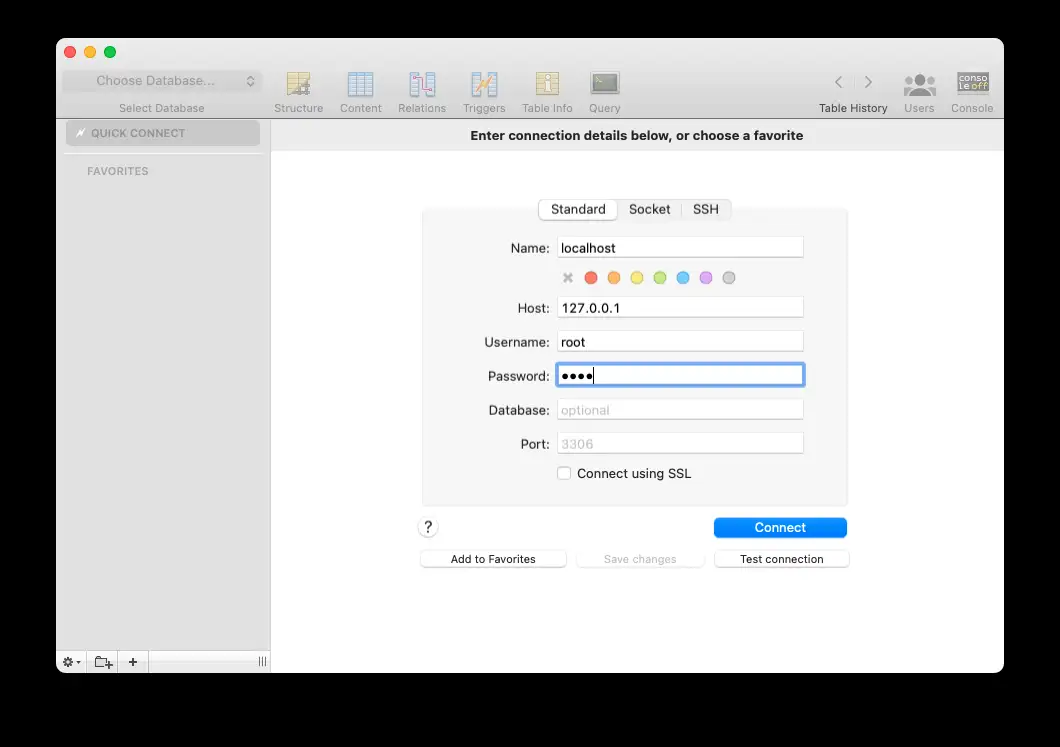 Choose Database...
Select Database
Structure
Content
Relations
Triggers
Table Info
Query
Table History
Users
conso
le off
Console
QUICK CONNECT
FAVORITES
Enter connection details below, or choose a favorite
Standard Socket SSH
Name: localhost
Host: 127.0.0.1
Username: root
Password: ••••
Database: optional
Port: 3306
Connect using SSL
? Connect
Add to Favorites Save changes Test connection